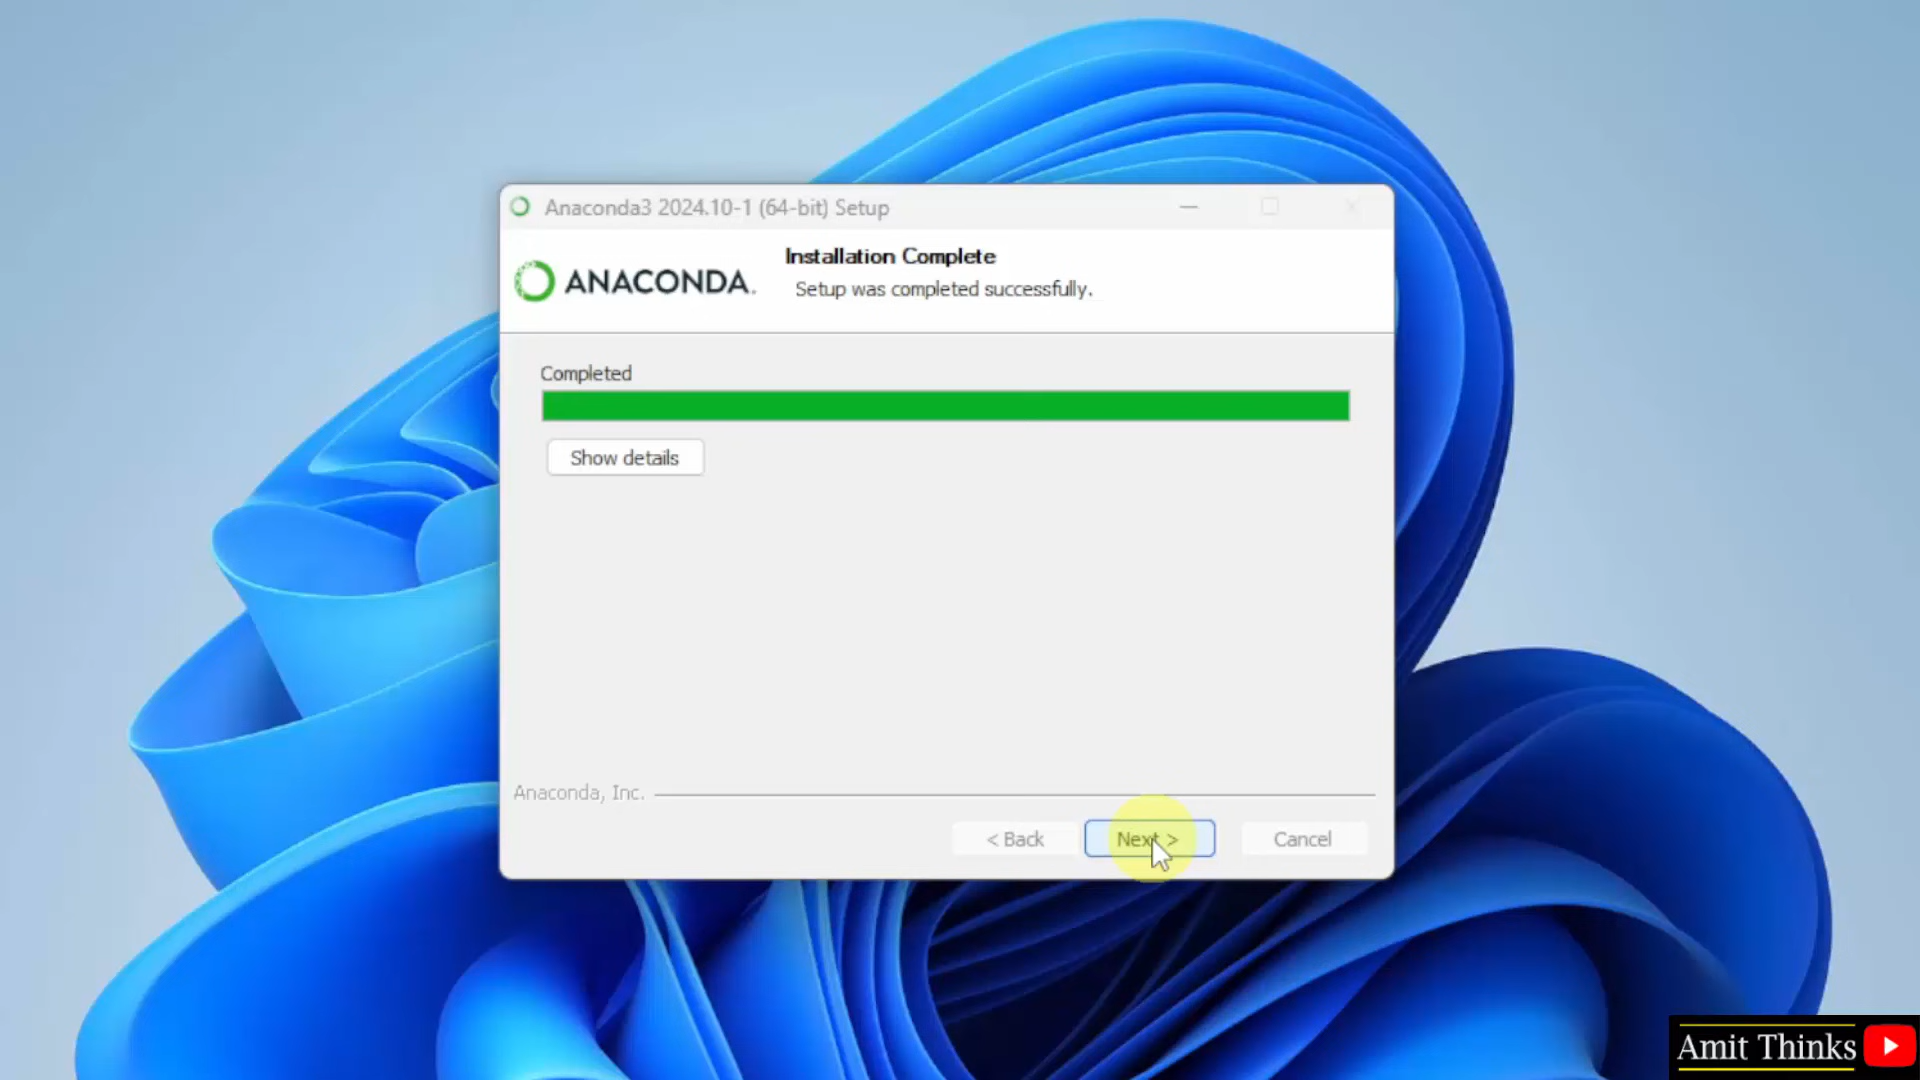 Anaconda3 2024.10-1 (64-bit) Setup
ANACONDA.
Installation Complete
Setup was completed successfully.
Completed
Show details
Anaconda, Inc.
< Back
Next >
Cancel
Amit Thinks